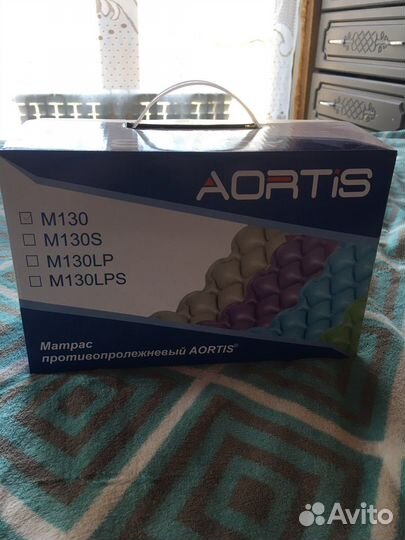 AORTiS
M130
M130S
M130LP
M130LPS
Матрас
противопролежневый AORTIS®
Avito